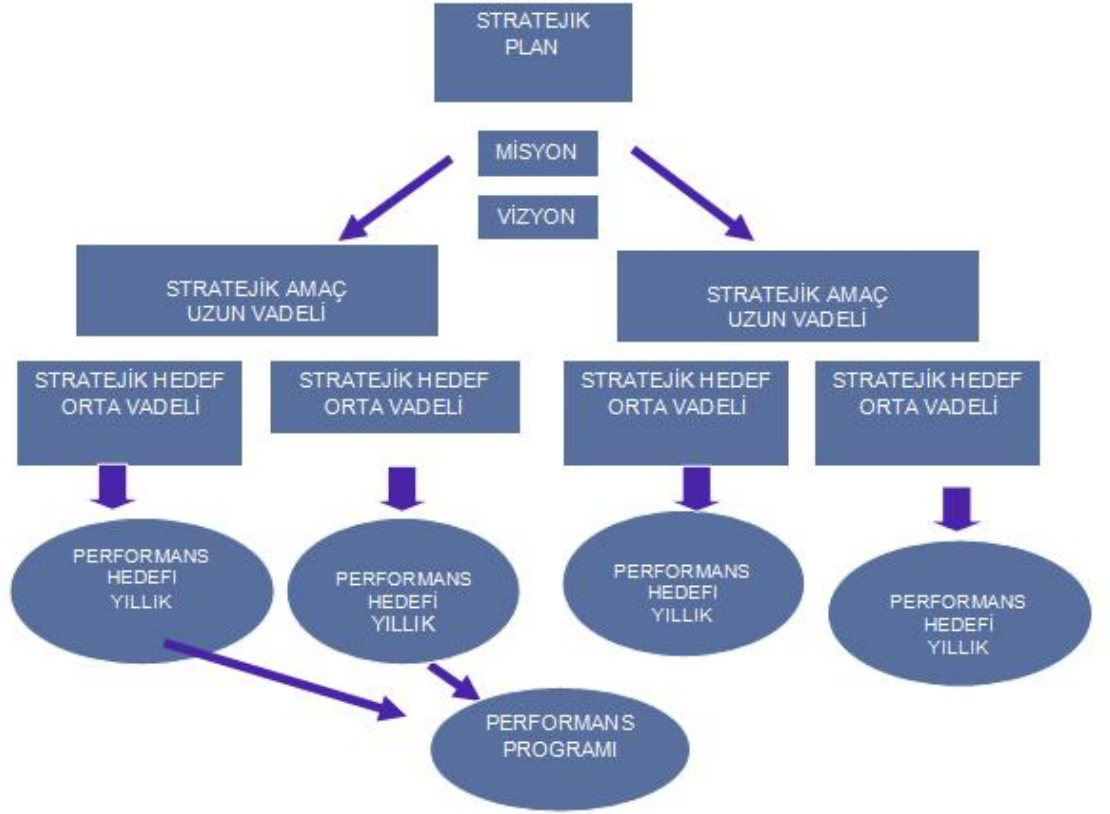 STRATEJIK
PLAN
MİSYON
VİZYON
STRATEJİK AMAÇ
UZUN VADELİ
STRATEJİK AMAÇ
UZUN VADELİ
STRATEJİK HEDEF
ORTA VADELİ
STRATEJİK HEDEF
ORTA VADELİ
STRATEJİK HEDEF
ORTA VADELİ
STRATEJİK HEDEF
ORTA VADELİ
PERFORMANS
HEDEFI
YILLIK
PERFORMANS
HEDEFİ
YILLIK
PERFORMANS
HEDEFI
YILLIK
PERFORMANS
HEDEFİ
YILLIK
PERFORMANS
PROGRAMI